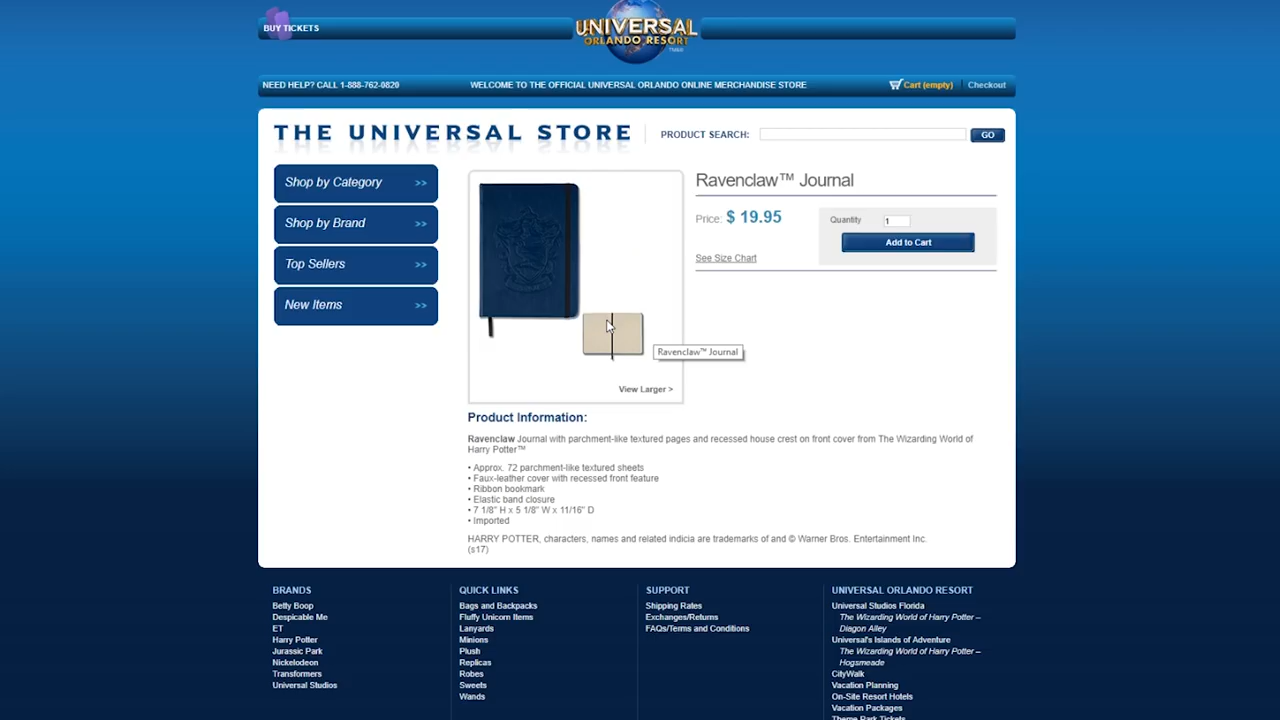 BUY TICKETS
UNIVERSAL
ORLANDO RESORT
NEED HELP? CALL 1-888-762-0820
WELCOME TO THE OFFICIAL UNIVERSAL ORLANDO ONLINE MERCHANDISE STORE
Cart (empty)
Checkout
THE UNIVERSAL STORE
PRODUCT SEARCH:
GO
Shop by Category >>
Shop by Brand >>
Top Sellers >>
New Items >>
Ravenclaw™ Journal
Price: $ 19.95
Quantity 1
Add to Cart
See Size Chart
Ravenclaw™ Journal
View Larger >
Product Information:
Ravenclaw Journal with parchment-like textured pages and recessed house crest on front cover from The Wizarding World of
Harry Potter™
• Approx. 72 parchment-like textured sheets
• Faux-leather cover with recessed front feature
• Ribbon bookmark
• Elastic band closure
• 7 1/8" H x 5 1/8" W x 11/16" D
• Imported
HARRY POTTER, characters, names and related indicia are trademarks of and © Warner Bros. Entertainment Inc.
(s17)
BRANDS
Betty Boop
Despicable Me
ET
Harry Potter
Jurassic Park
Nickelodeon
Transformers
Universal Studios
QUICK LINKS
Bags and Backpacks
Fluffy Unicorn Items
Lanyards
Minions
Plush
Replicas
Robes
Sweets
Wands
SUPPORT
Shipping Rates
Exchanges/Returns
FAQs/Terms and Conditions
UNIVERSAL ORLANDO RESORT
Universal Studios Florida
The Wizarding World of Harry Potter –
Diagon Alley
Universal's Islands of Adventure
The Wizarding World of Harry Potter –
Hogsmeade
CityWalk
Vacation Planning
On-Site Resort Hotels
Vacation Packages
Theme Park Tickets